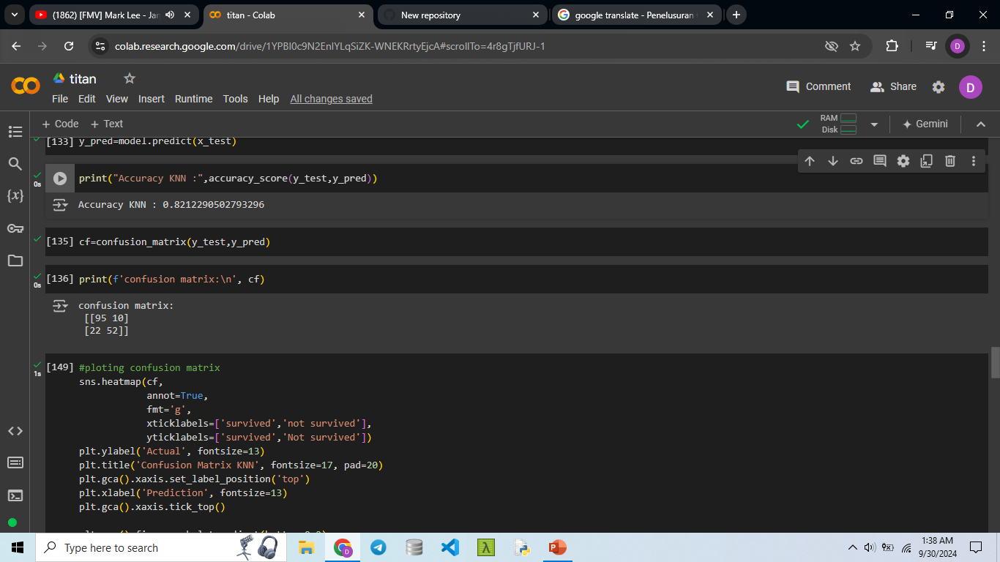 (1862) [FMV] Mark Lee - Jan
titan - Colab
New repository
google translate - Penelusuran
colab.research.google.com/drive/1YPBI0c9N2EnIYLqSiZK-WNEKRrtyEjcA#scrollTo=4r8gTjfURJ-1
D
titan
File Edit View Insert Runtime Tools Help All changes saved
Comment Share D
+ Code + Text
RAM
Disk
Gemini
[133] y_pred=model.predict(x_test)
0s
print("Accuracy KNN :",accuracy_score(y_test,y_pred))
Accuracy KNN : 0.8212290502793296
[135] cf=confusion_matrix(y_test,y_pred)
0s
[136] print(f'confusion matrix:\n', cf)
confusion matrix:
[[95 10]
[22 52]]
1s
[149] #ploting confusion matrix
sns.heatmap(cf,
annot=True,
fmt='g',
xticklabels=['survived','not survived'],
yticklabels=['survived','Not survived'])
plt.ylabel('Actual', fontsize=13)
plt.title('Confusion Matrix KNN', fontsize=17, pad=20)
plt.gca().xaxis.set_label_position('top')
plt.xlabel('Prediction', fontsize=13)
plt.gca().xaxis.tick_top()
Type here to search
1:38 AM
9/30/2024